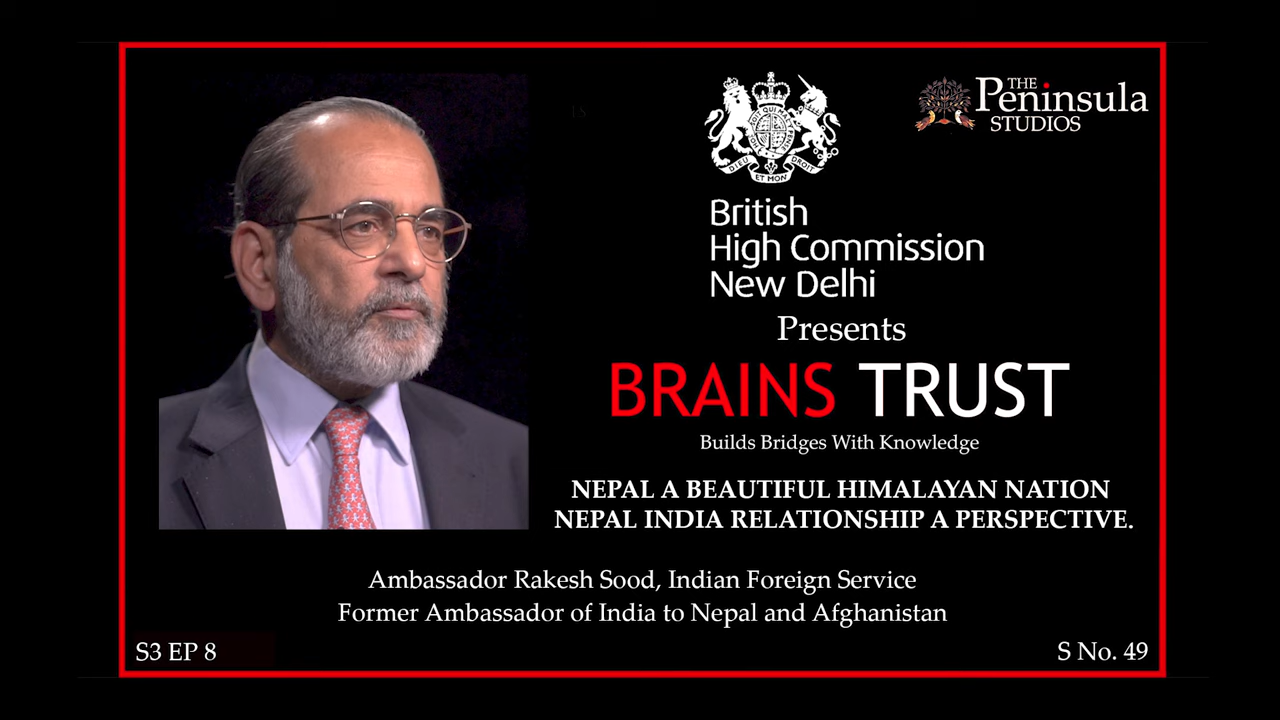 THE
Peninsula
STUDIOS
DIEU ET MON DROIT
British
High Commission
New Delhi
Presents
BRAINS TRUST
Builds Bridges With Knowledge
NEPAL A BEAUTIFUL HIMALAYAN NATION
NEPAL INDIA RELATIONSHIP A PERSPECTIVE.
Ambassador Rakesh Sood, Indian Foreign Service
Former Ambassador of India to Nepal and Afghanistan
S3 EP 8
S No. 49